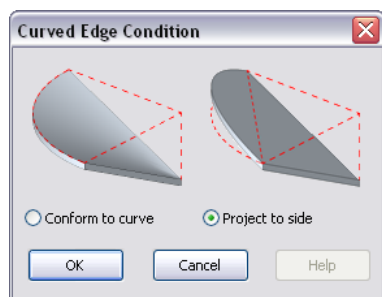 Curved Edge Condition
Conform to curve
Project to side
OK
Cancel
Help